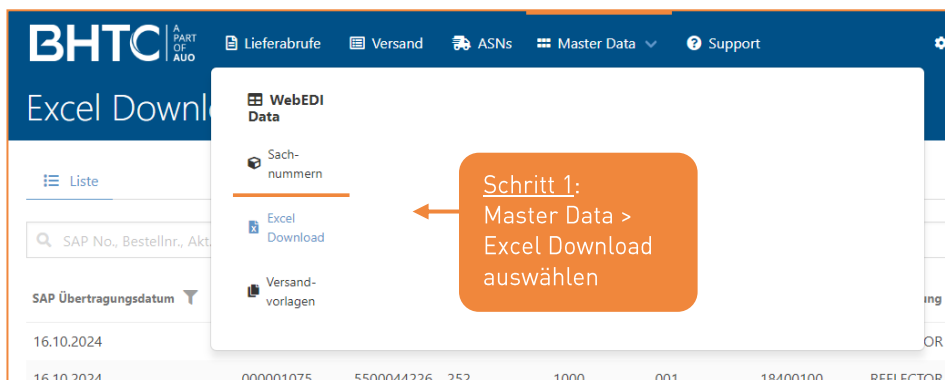 BHTC A PART OF AUO
Lieferabrufe Versand ASNs Master Data Support
Excel Downl
WebEDI
Data
Sach-
nummern
Liste
Schritt 1:
Master Data >
Excel Download
auswählen
Excel
Download
SAP No., Bestellnr., Akt.
Versand-
vorlagen
SAP Übertragungsdatum
ung
16.10.2024
OR
16.10.2024 000001075 5500044226 252 1000 001 18400100 REFLECTOR